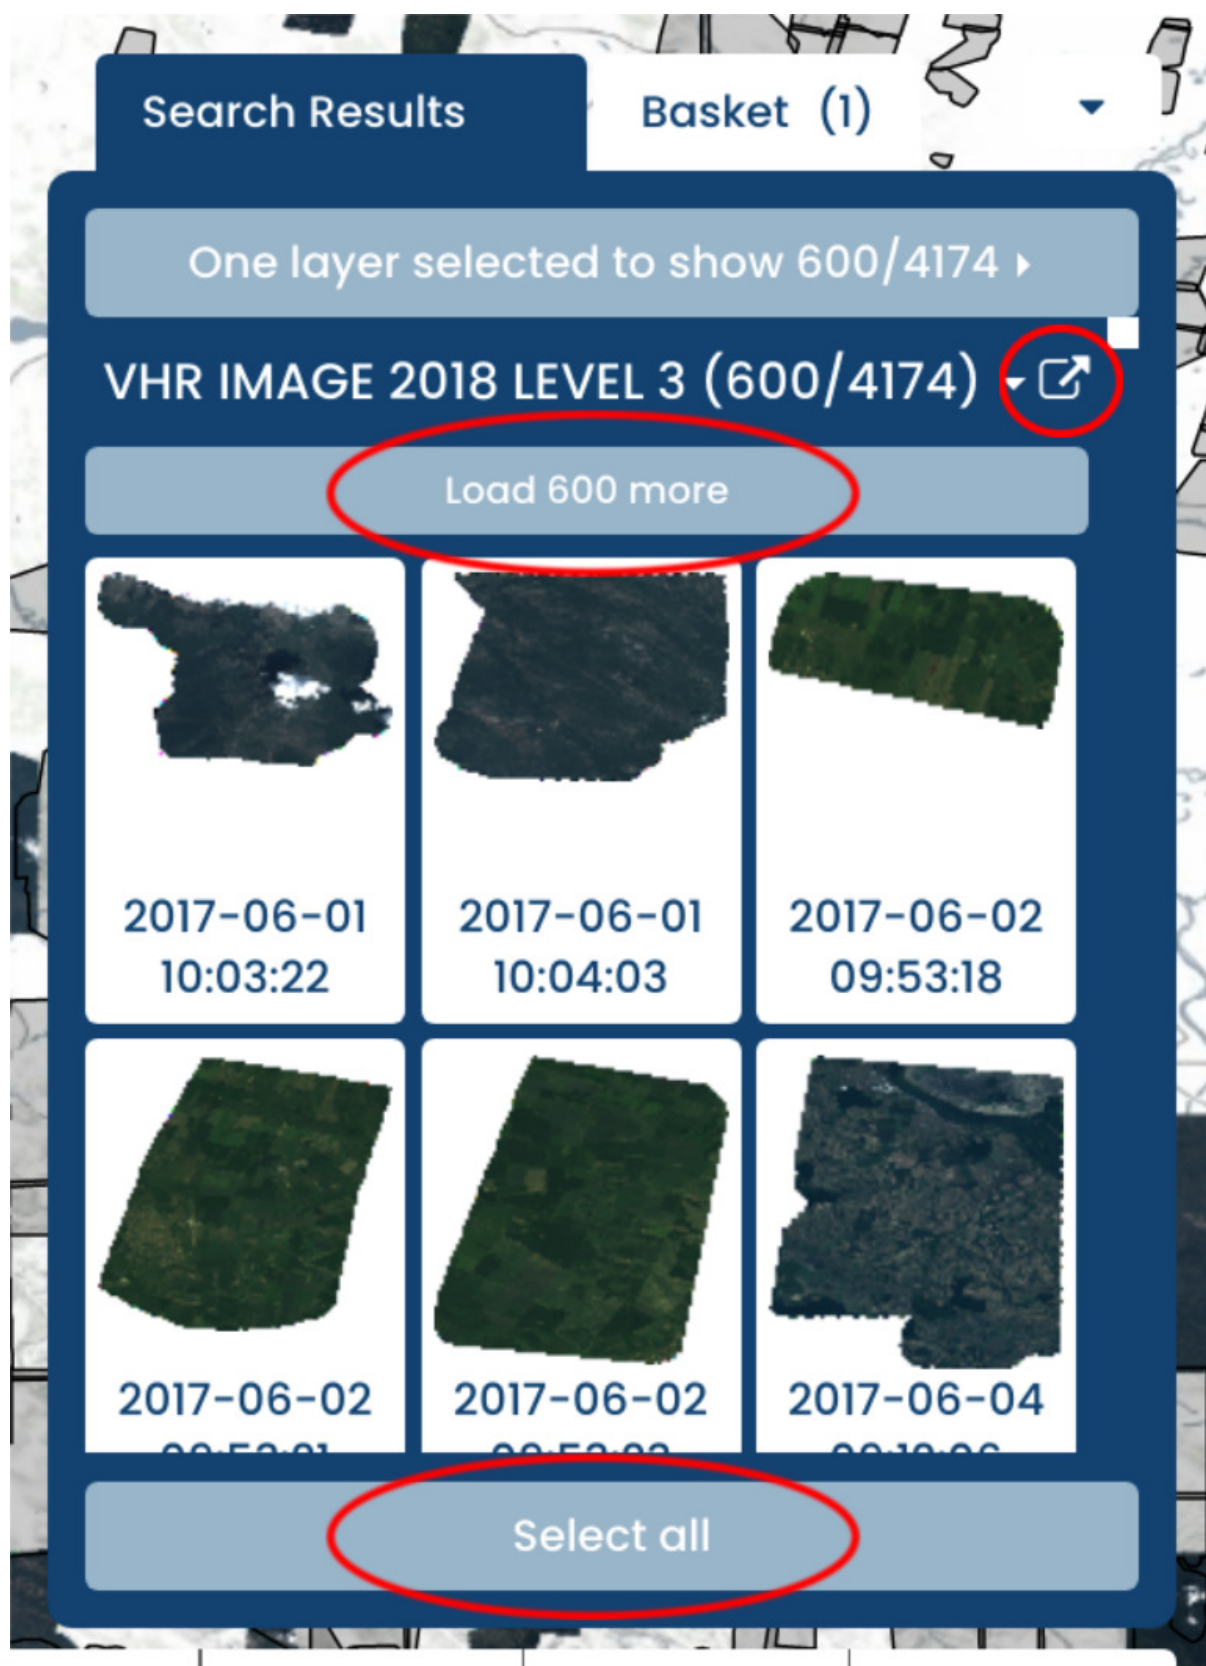 Search Results
Basket (1)
One layer selected to show 600/4174
VHR IMAGE 2018 LEVEL 3 (600/4174)
Load 600 more
2017-06-01
10:03:22
2017-06-01
10:04:03
2017-06-02
09:53:18
2017-06-02
2017-06-02
2017-06-04
Select all